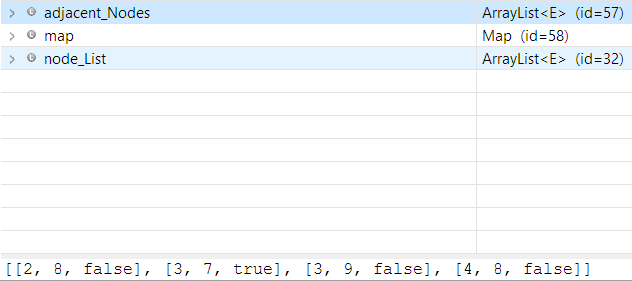 adjacent_Nodes ArrayList<E> (id=57)
map Map (id=58)
node_List ArrayList<E> (id=32)
[[2, 8, false], [3, 7, true], [3, 9, false], [4, 8, false]]